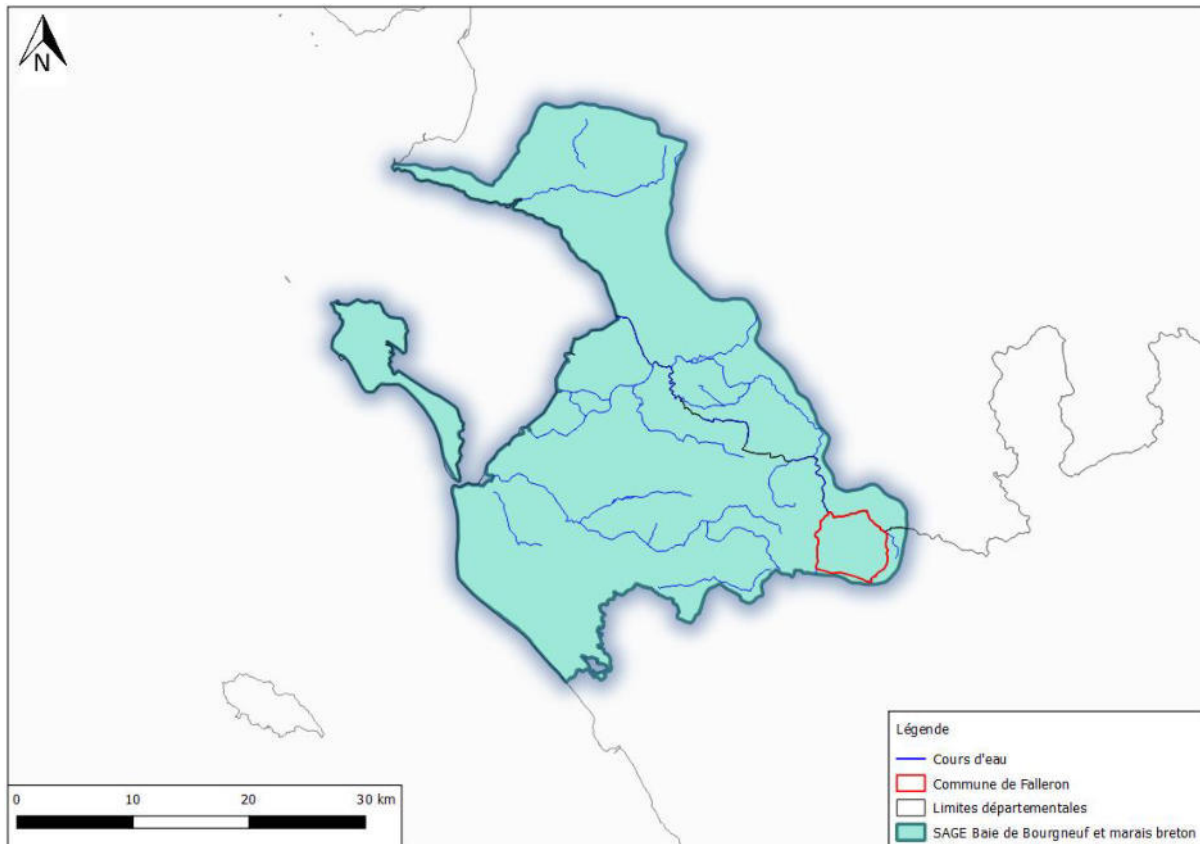 N
Légende
Cours d'eau
Commune de Falleron
Limites départementales
SAGE Baie de Bourgneuf et marais breton
0 10 20 30 km